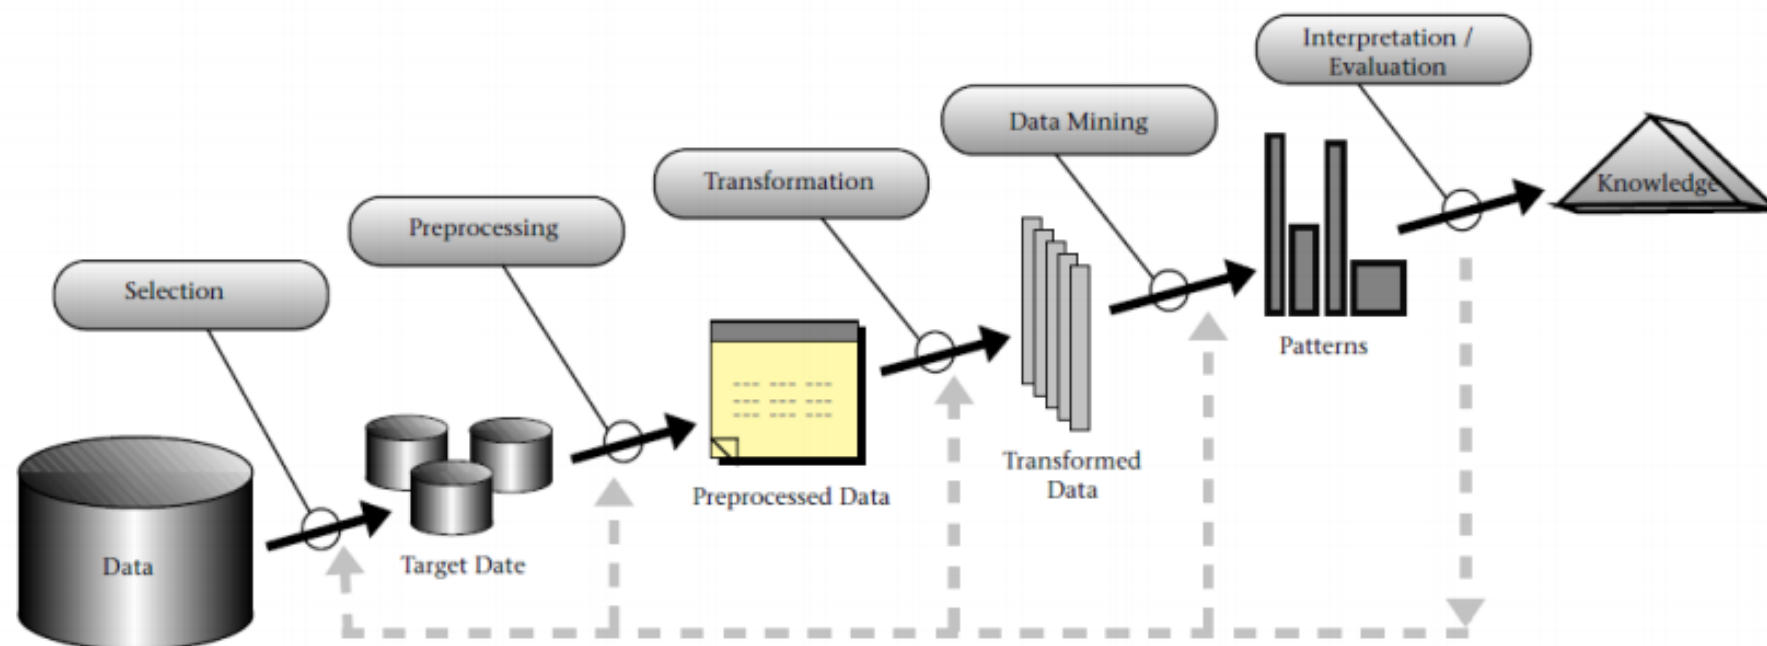 Interpretation /
Evaluation
Data Mining
Transformation
Knowledge
Preprocessing
Selection
Patterns
Transformed
Data
Preprocessed Data
Data
Target Date